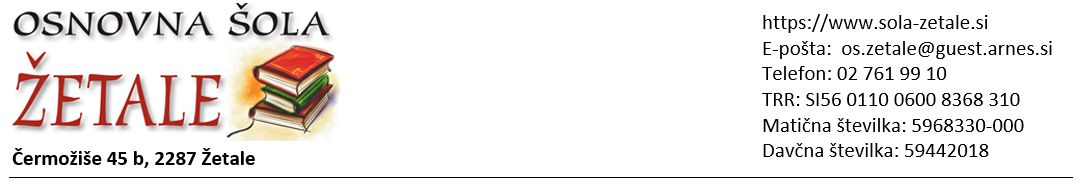 OSNOVNA ŠOLA
ŽETALE
Čermožiše 45 b, 2287 Žetale
https://www.sola-zetale.si
E-pošta:  os.zetale@guest.arnes.si
Telefon: 02 761 99 10
TRR: SI56 0110 0600 8368 310
Matična številka: 5968330-000
Davčna številka: 59442018